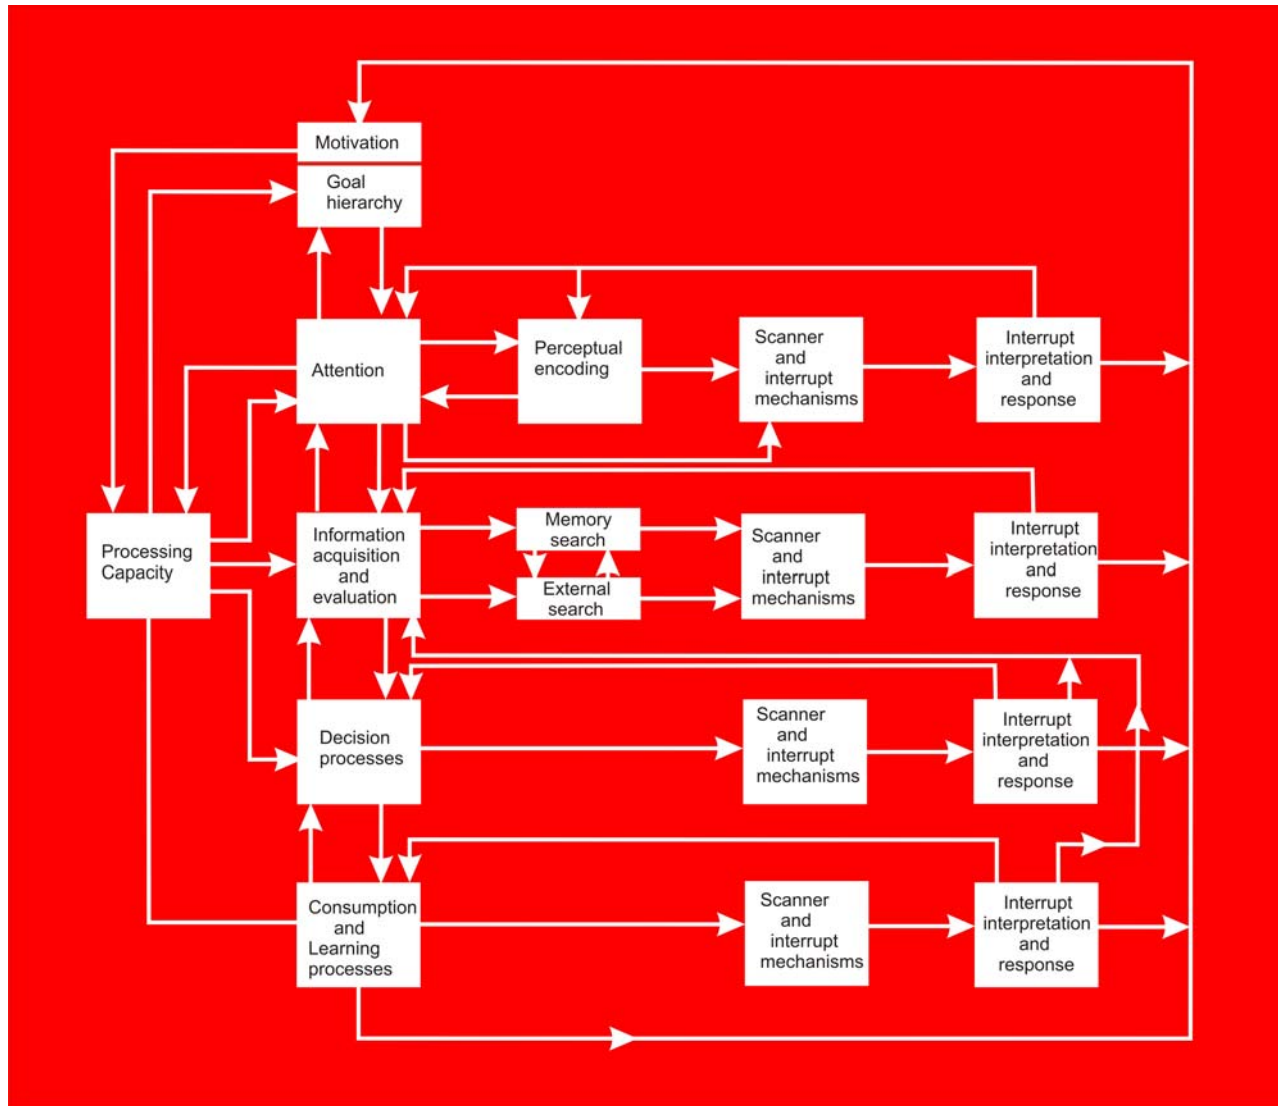 Motivation
Goal
hierarchy
Attention
Perceptual
encoding
Scanner
and
interrupt
mechanisms
Interrupt
interpretation
and
response
Processing
Capacity
Information
acquisition
and
evaluation
Memory
search
External
search
Scanner
and
interrupt
mechanisms
Interrupt
interpretation
and
response
Decision
processes
Scanner
and
interrupt
mechanisms
Interrupt
interpretation
and
response
Consumption
and
Learning
processes
Scanner
and
interrupt
mechanisms
Interrupt
interpretation
and
response